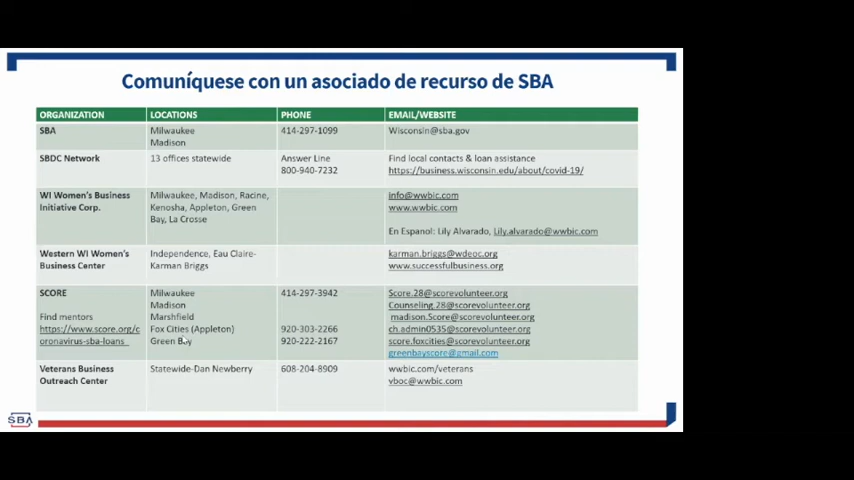 Comuníquese con un asociado de recurso de SBA
ORGANIZATION LOCATIONS PHONE EMAIL/WEBSITE
SBA Milwaukee 414-297-1099 Wisconsin@sba.gov
Madison
SBDC Network 13 offices statewide Answer Line Find local contacts & loan assistance
800-940-7232 https://business.wisconsin.edu/about/covid-19/
WI Women's Business Milwaukee, Madison, Racine, info@wwbic.com
Initiative Corp. Kenosha, Appleton, Green www.wwbic.com
Bay, La Crosse
En Espanol: Lily Alvarado, Lily.alvarado@wwbic.com
Western WI Women's Independence, Eau Claire- karman.briggs@wdeoc.org
Business Center Karman Briggs www.successfulbusiness.org
SCORE Milwaukee 414-297-3942 Score.28@scorevolunteer.org
Madison Counseling.28@scorevolunteer.org
Find mentors Marshfield madison.Score@scorevolunteer.org
https://www.score.org/c Fox Cities (Appleton) 920-303-2266 ch.admin0535@scorevolunteer.org
oronavirus-sba-loans Green Bay 920-222-2167 score.foxcities@scorevolunteer.org
greenbayscore@gmail.com
Veterans Business Statewide-Dan Newberry 608-204-8909 wwbic.com/veterans
Outreach Center vboc@wwbic.com
SBA